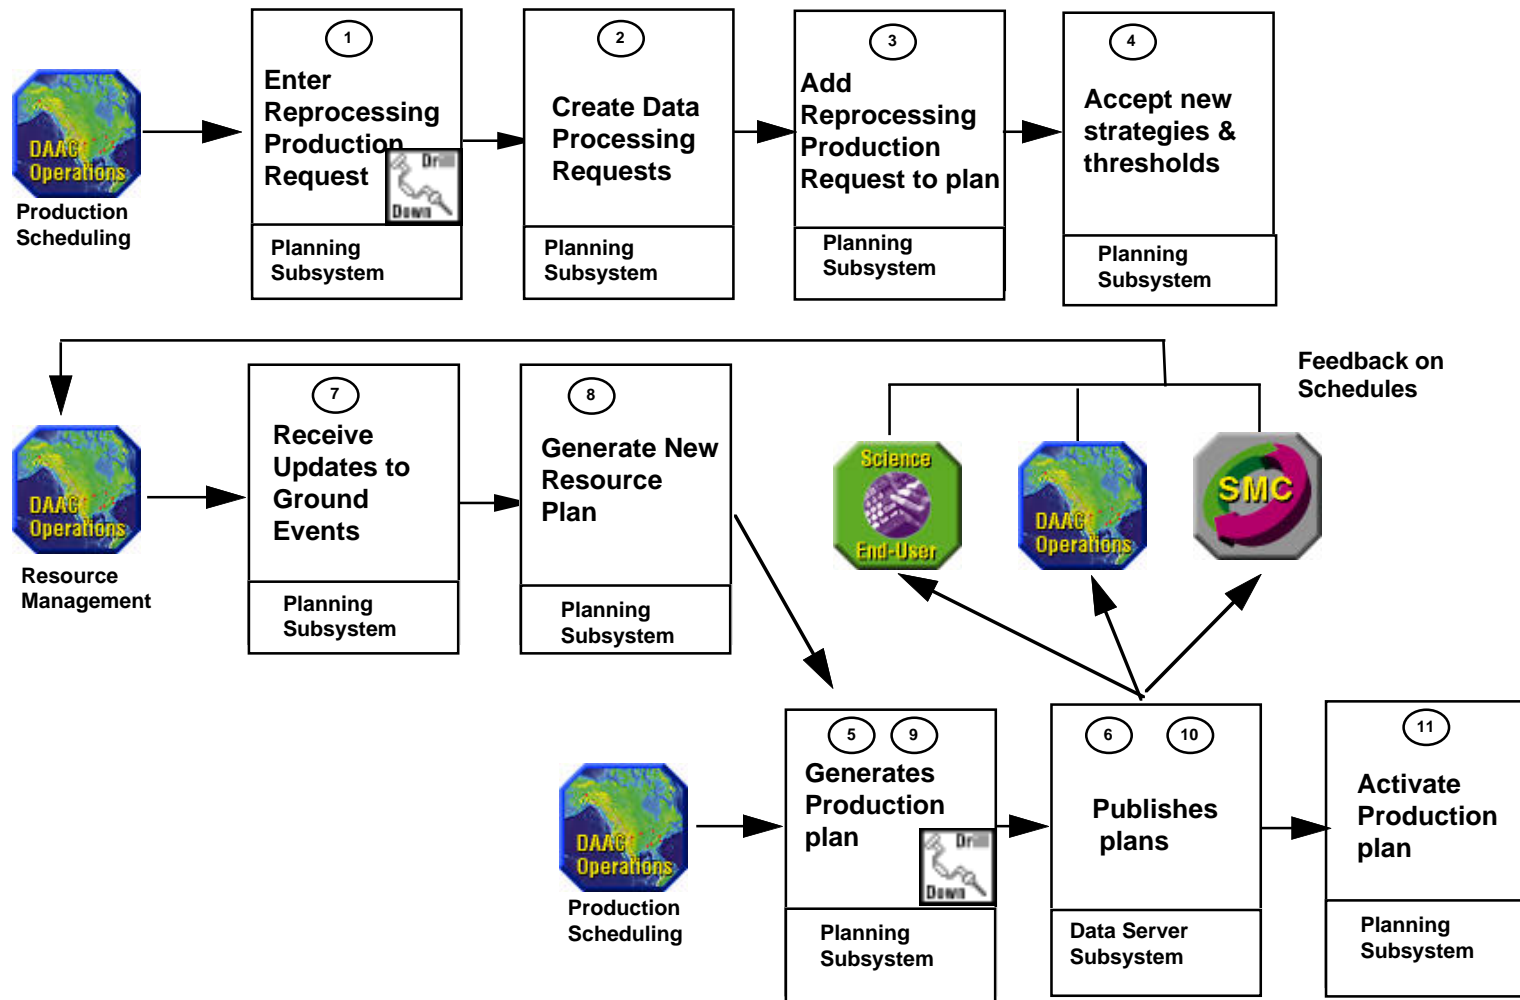 1
Enter
Reprocessing
Production
Request
Drill
Down
Planning
Subsystem
2
Create Data
Processing
Requests
Planning
Subsystem
3
Add
Reprocessing
Production
Request to plan
Planning
Subsystem
4
Accept new
strategies &
thresholds
Planning
Subsystem
DAAC
Operations
Production
Scheduling
Feedback on
Schedules
DAAC
Operations
Resource
Management
7
Receive
Updates to
Ground
Events
Planning
Subsystem
8
Generate New
Resource
Plan
Planning
Subsystem
Science
End-User
DAAC
Operations
SMC
DAAC
Operations
Production
Scheduling
5 9
Generates
Production
plan
Drill
Down
Planning
Subsystem
6 10
Publishes
plans
Data Server
Subsystem
11
Activate
Production
plan
Planning
Subsystem